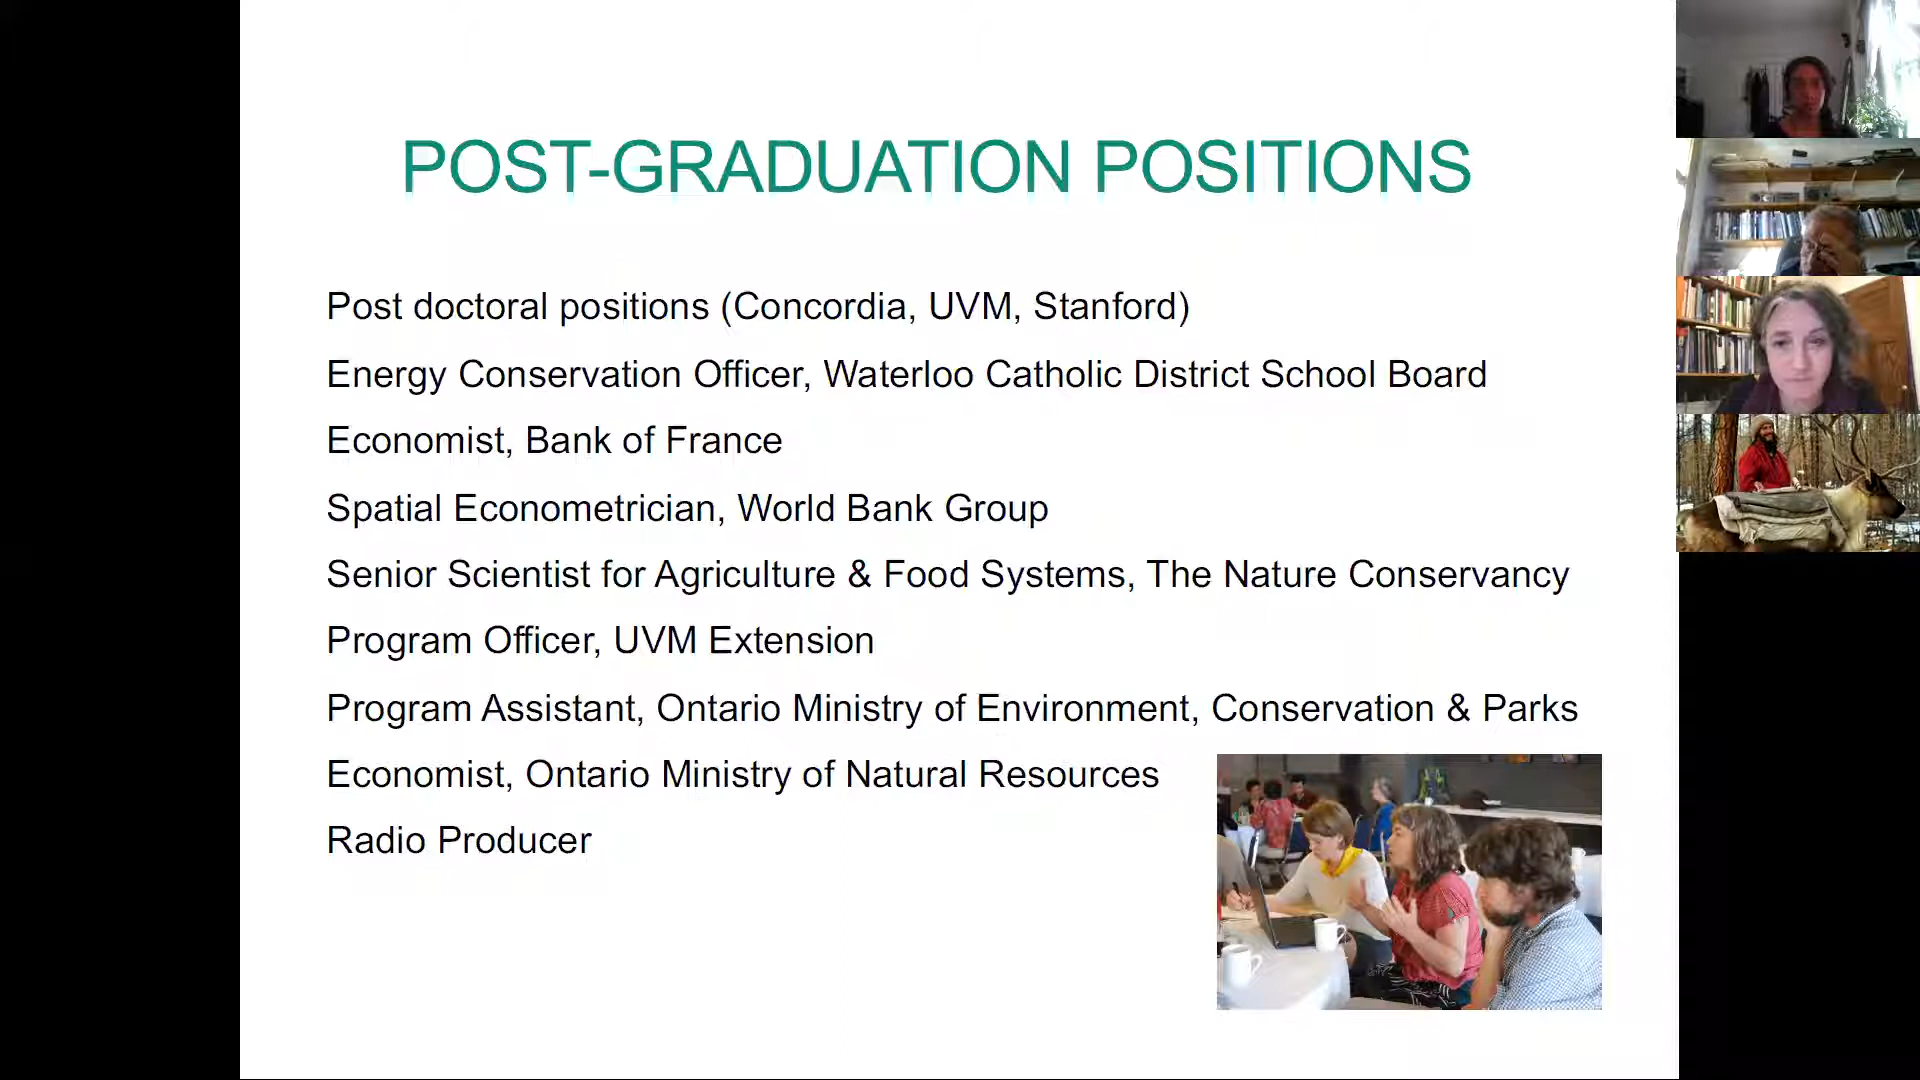 POST-GRADUATION POSITIONS
Post doctoral positions (Concordia, UVM, Stanford)
Energy Conservation Officer, Waterloo Catholic District School Board
Economist, Bank of France
Spatial Econometrician, World Bank Group
Senior Scientist for Agriculture & Food Systems, The Nature Conservancy
Program Officer, UVM Extension
Program Assistant, Ontario Ministry of Environment, Conservation & Parks
Economist, Ontario Ministry of Natural Resources
Radio Producer